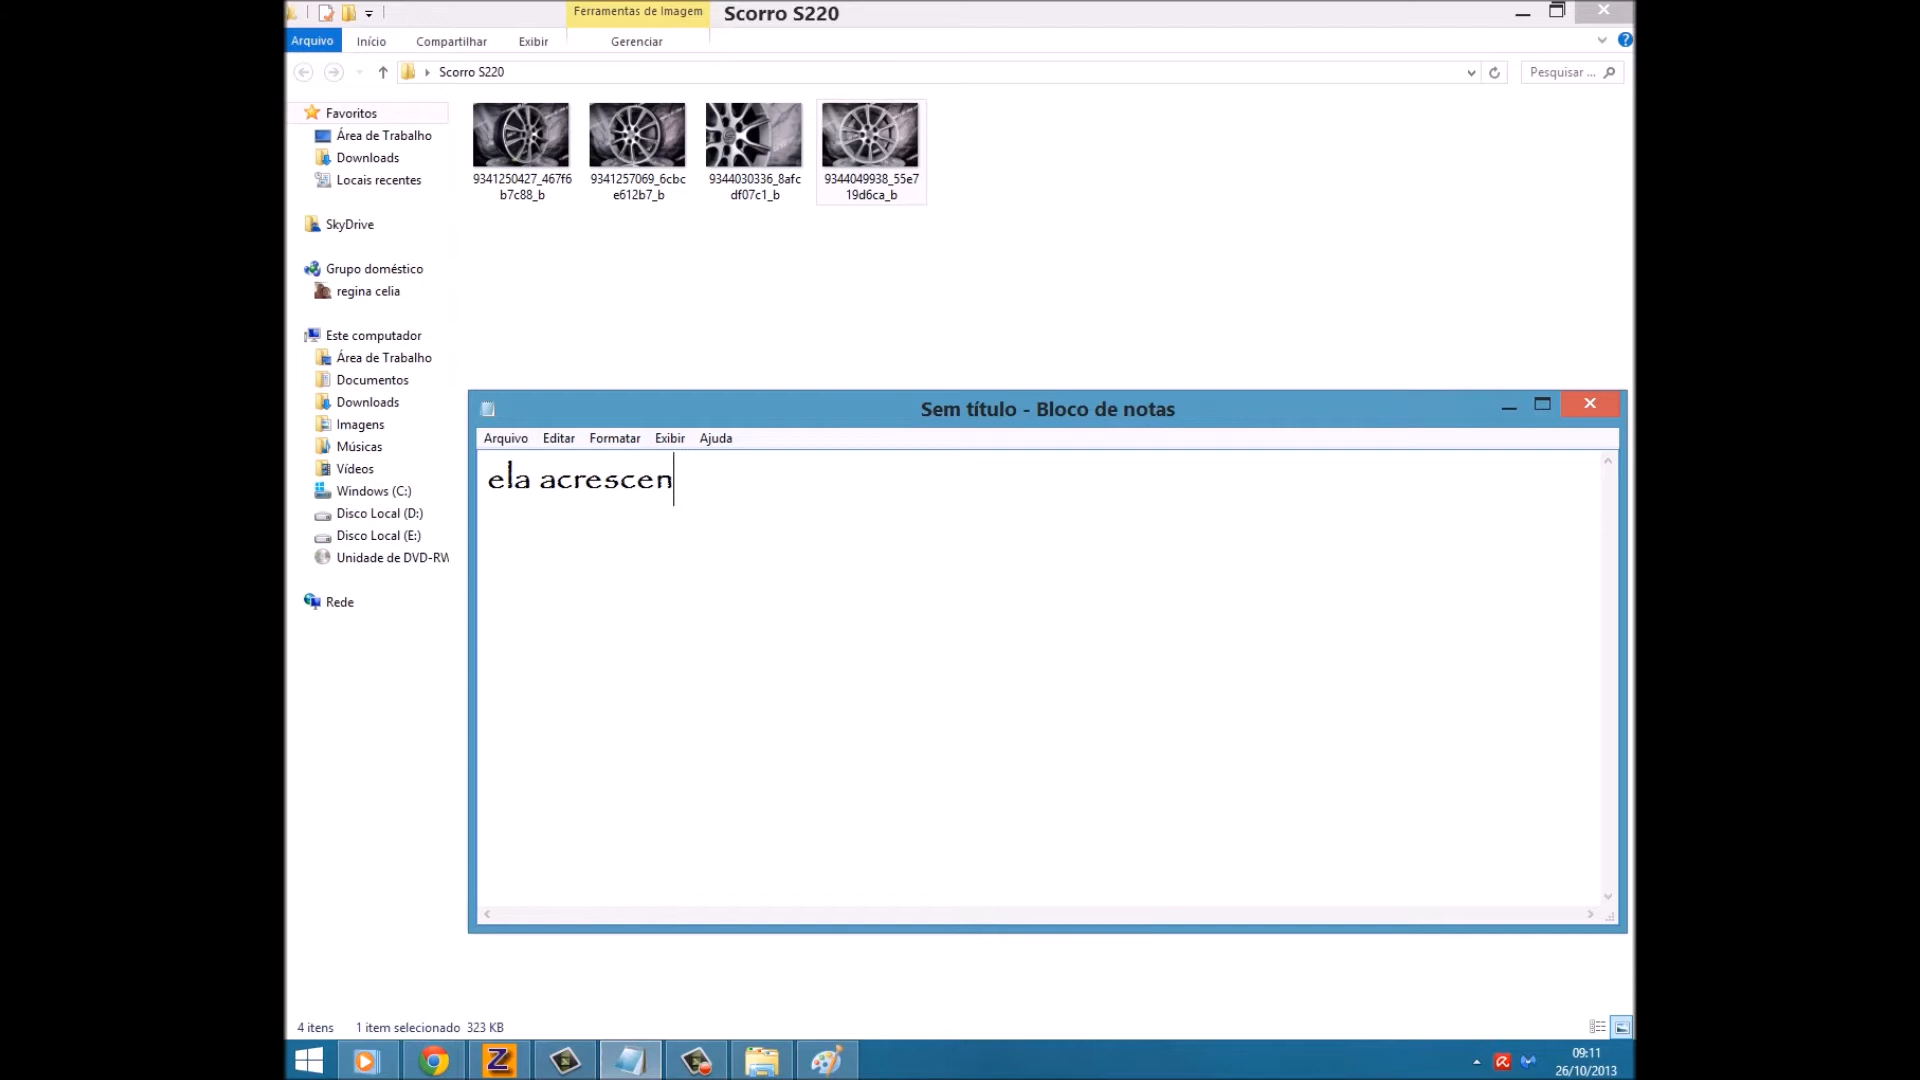 Ferramentas de Imagem
Scorro S220
Arquivo
Início
Compartilhar
Exibir
Gerenciar
Scorro S220
Pesquisar ...
Favoritos
Área de Trabalho
Downloads
Locais recentes
SkyDrive
Grupo doméstico
regina celia
Este computador
Área de Trabalho
Documentos
Downloads
Imagens
Músicas
Vídeos
Windows (C:)
Disco Local (D:)
Disco Local (E:)
Unidade de DVD-RW
Rede
9341250427_467f6
b7c88_b
9341257069_6cbc
e612b7_b
9344030336_8afc
df07c1_b
9344049938_55e7
19d6ca_b
Sem título - Bloco de notas
Arquivo Editar Formatar Exibir Ajuda
ela acrescen
4 itens 1 item selecionado 323 KB
09:11
26/10/2013